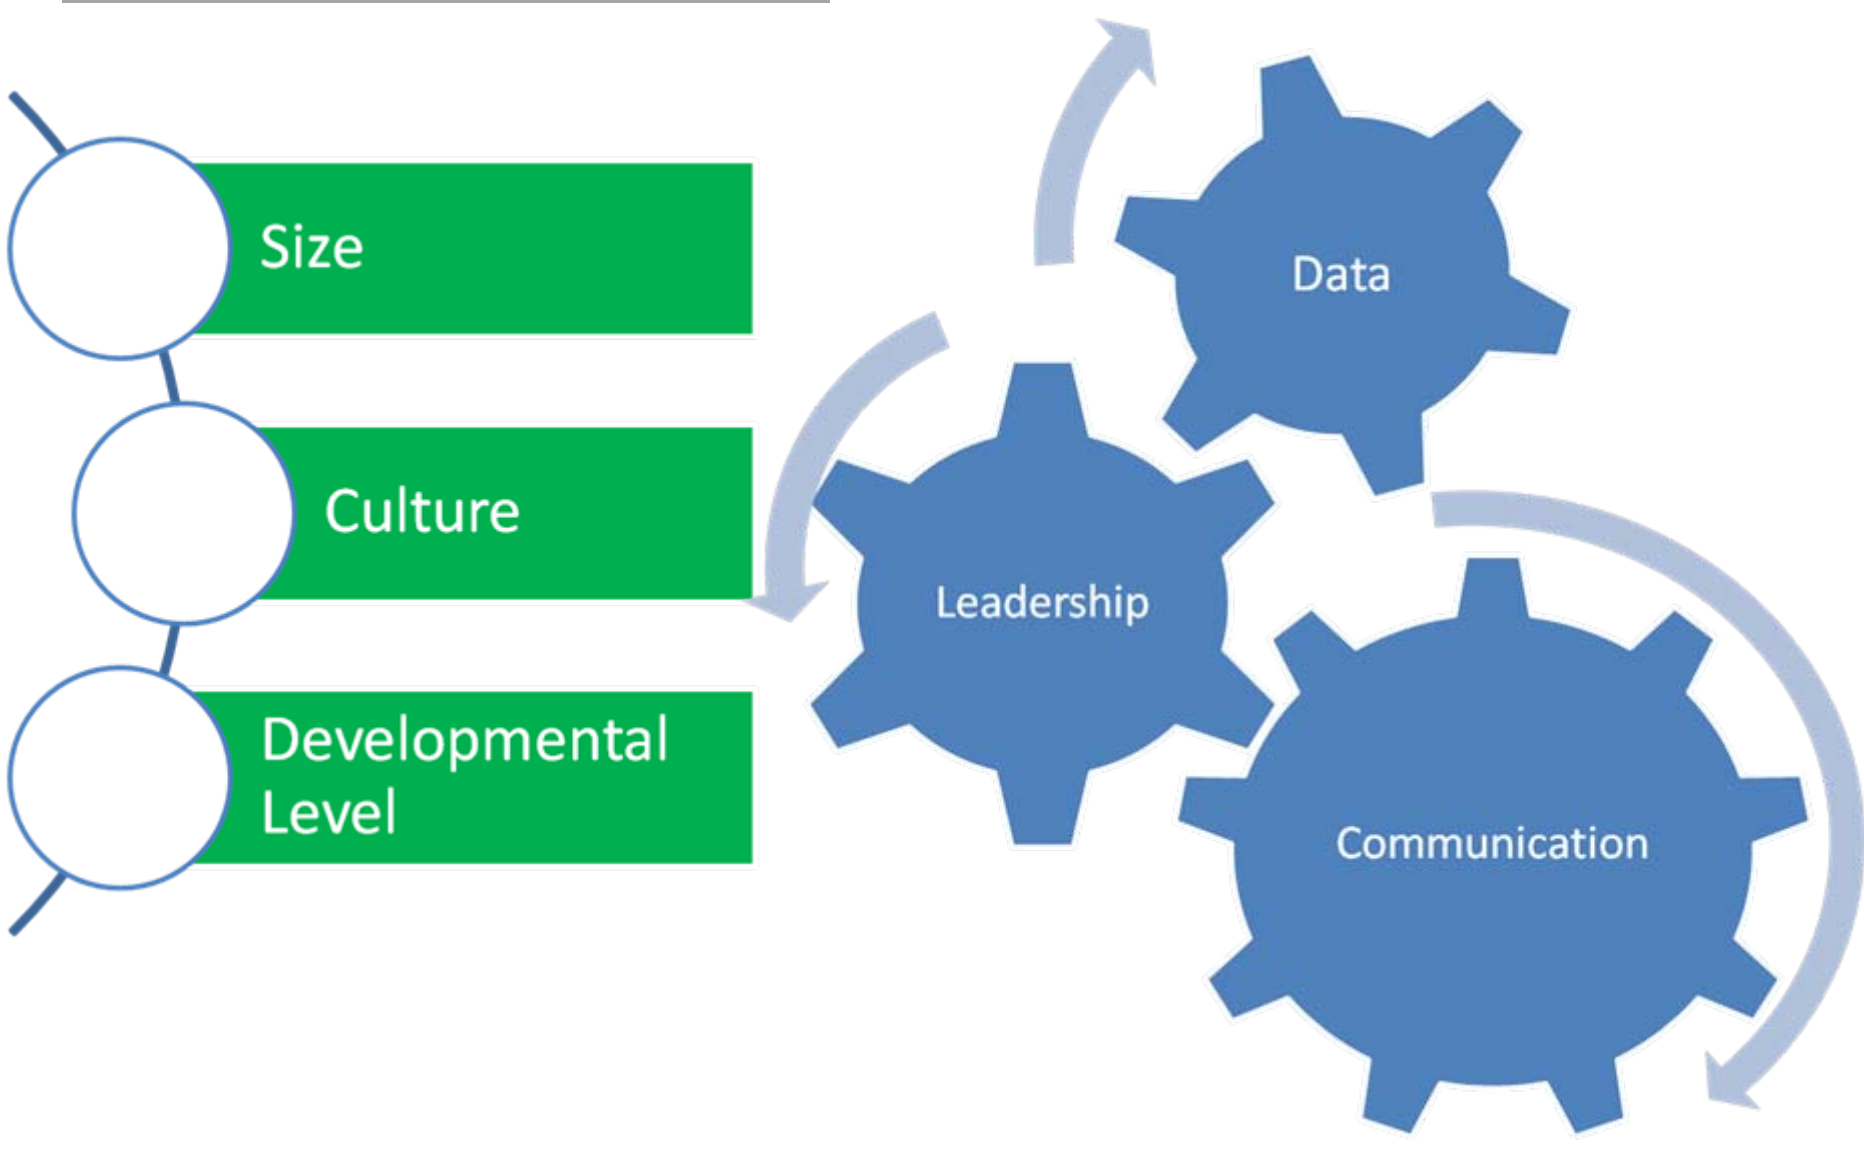 Size
Culture
Developmental
Level
Data
Leadership
Communication